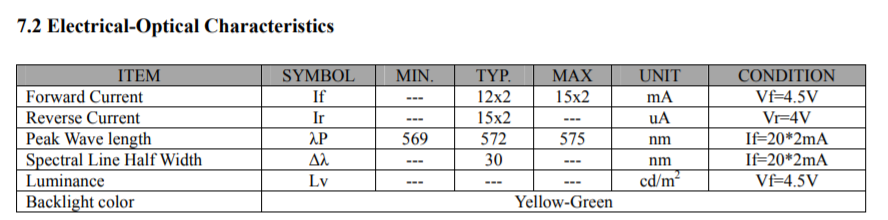 7.2 Electrical-Optical Characteristics
ITEM SYMBOL MIN. TYP. MAX UNIT CONDITION
Forward Current If --- 12x2 15x2 mA Vf=4.5V
Reverse Current Ir --- 15x2 --- uA Vr=4V
Peak Wave length λP 569 572 575 nm If=20*2mA
Spectral Line Half Width Δλ --- 30 --- nm If=20*2mA
Luminance Lv --- --- --- cd/m² Vf=4.5V
Backlight color Yellow-Green